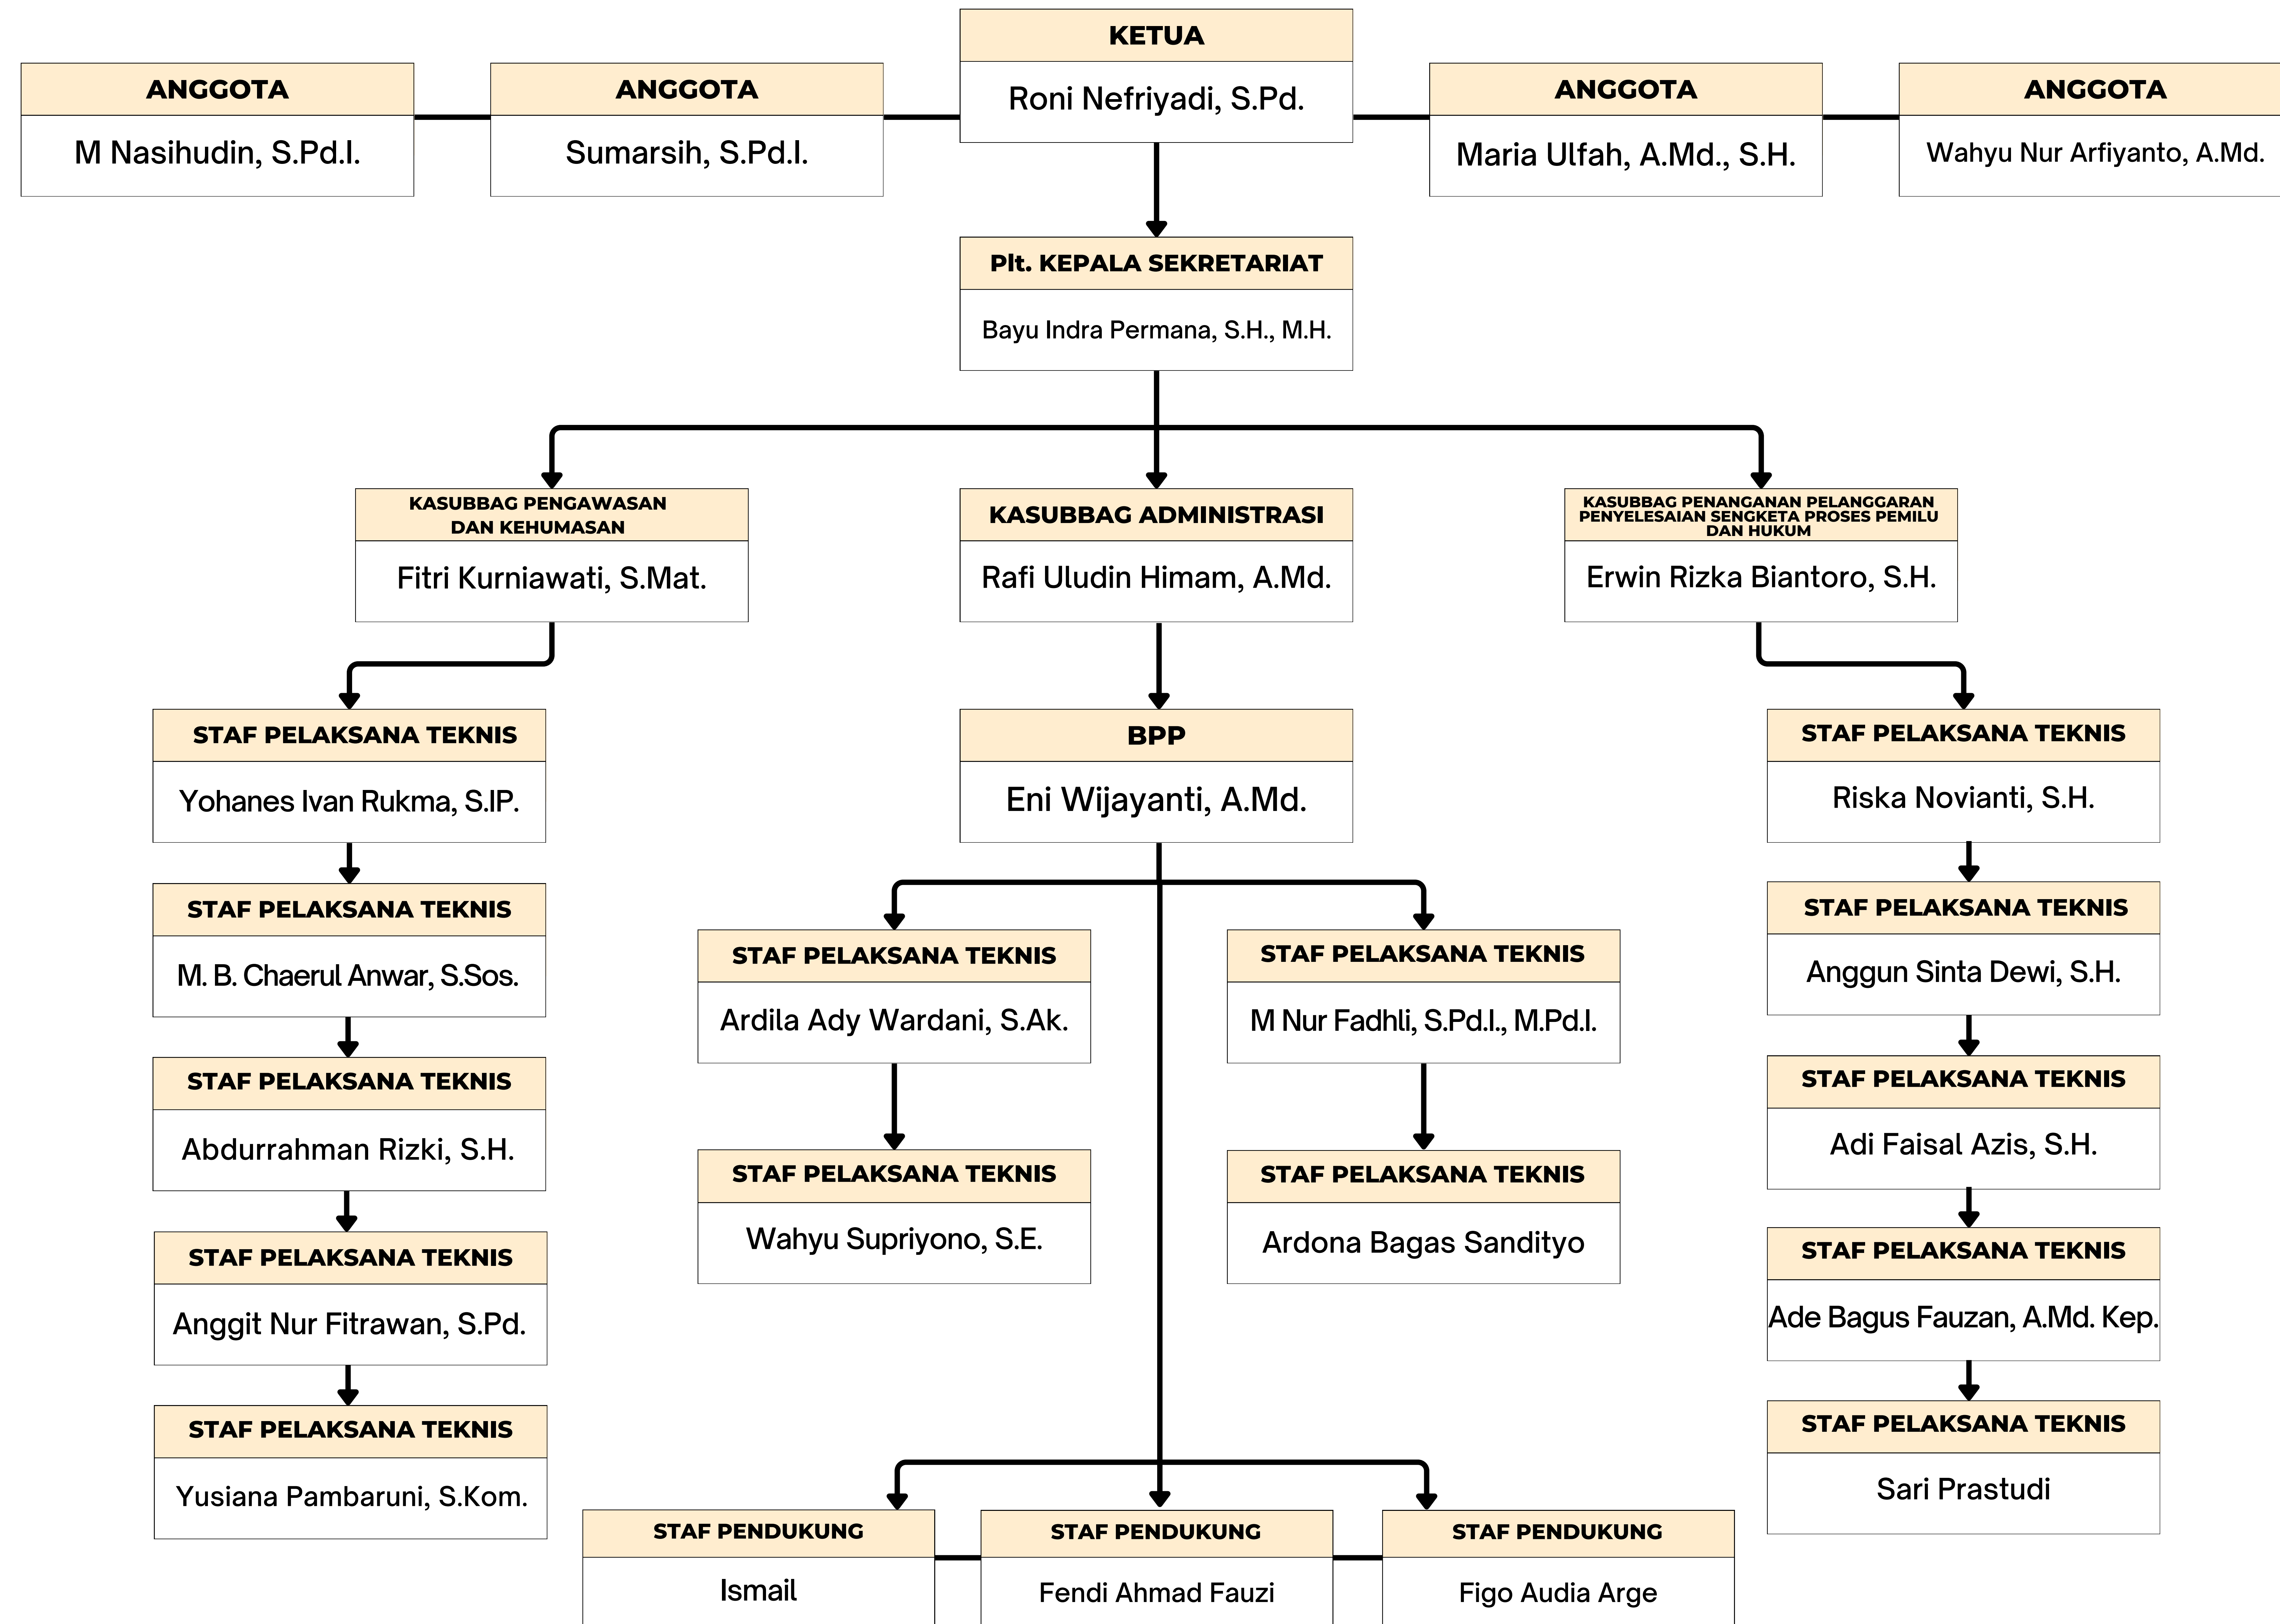 KETUA
Roni Nefriyadi, S.Pd.
ANGGOTA
M Nasihudin, S.Pd.I.
ANGGOTA
Sumarsih, S.Pd.I.
ANGGOTA
Maria Ulfah, A.Md., S.H.
ANGGOTA
Wahyu Nur Arfiyanto, A.Md.
Plt. KEPALA SEKRETARIAT
Bayu Indra Permana, S.H., M.H.
KASUBBAG PENGAWASAN
DAN KEHUMASAN
Fitri Kurniawati, S.Mat.
KASUBBAG ADMINISTRASI
Rafi Uludin Himam, A.Md.
KASUBBAG PENANGANAN PELANGGARAN
PENYELESAIAN SENGKETA PROSES PEMILU
DAN HUKUM
Erwin Rizka Biantoro, S.H.
STAF PELAKSANA TEKNIS
Yohanes Ivan Rukma, S.IP.
STAF PELAKSANA TEKNIS
M. B. Chaerul Anwar, S.Sos.
STAF PELAKSANA TEKNIS
Abdurrahman Rizki, S.H.
STAF PELAKSANA TEKNIS
Anggit Nur Fitrawan, S.Pd.
STAF PELAKSANA TEKNIS
Yusiana Pambaruni, S.Kom.
BPP
Eni Wijayanti, A.Md.
STAF PELAKSANA TEKNIS
Ardila Ady Wardani, S.Ak.
STAF PELAKSANA TEKNIS
Wahyu Supriyono, S.E.
STAF PELAKSANA TEKNIS
M Nur Fadhli, S.Pd.I., M.Pd.I.
STAF PELAKSANA TEKNIS
Ardona Bagas Sandityo
STAF PENDUKUNG
Ismail
STAF PENDUKUNG
Fendi Ahmad Fauzi
STAF PENDUKUNG
Figo Audia Arge
STAF PELAKSANA TEKNIS
Riska Novianti, S.H.
STAF PELAKSANA TEKNIS
Anggun Sinta Dewi, S.H.
STAF PELAKSANA TEKNIS
Adi Faisal Azis, S.H.
STAF PELAKSANA TEKNIS
Ade Bagus Fauzan, A.Md. Kep.
STAF PELAKSANA TEKNIS
Sari Prastudi